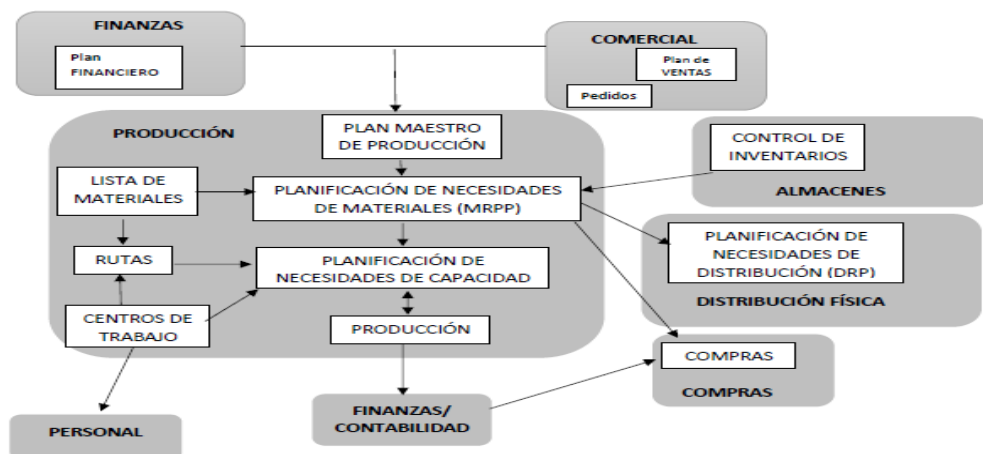 FINANZAS
Plan
FINANCIERO
COMERCIAL
Plan de
VENTAS
Pedidos
PRODUCCIÓN
PLAN MAESTRO
DE PRODUCCIÓN
CONTROL DE
INVENTARIOS
ALMACENES
LISTA DE
MATERIALES
PLANIFICACIÓN DE NECESIDADES
DE MATERIALES (MRPP)
RUTAS
PLANIFICACIÓN DE
NECESIDADES DE CAPACIDAD
PLANIFICACIÓN DE
NECESIDADES DE
DISTRIBUCIÓN (DRP)
DISTRIBUCIÓN FÍSICA
CENTROS DE
TRABAJO
PRODUCCIÓN
COMPRAS
COMPRAS
FINANZAS/
CONTABILIDAD
PERSONAL